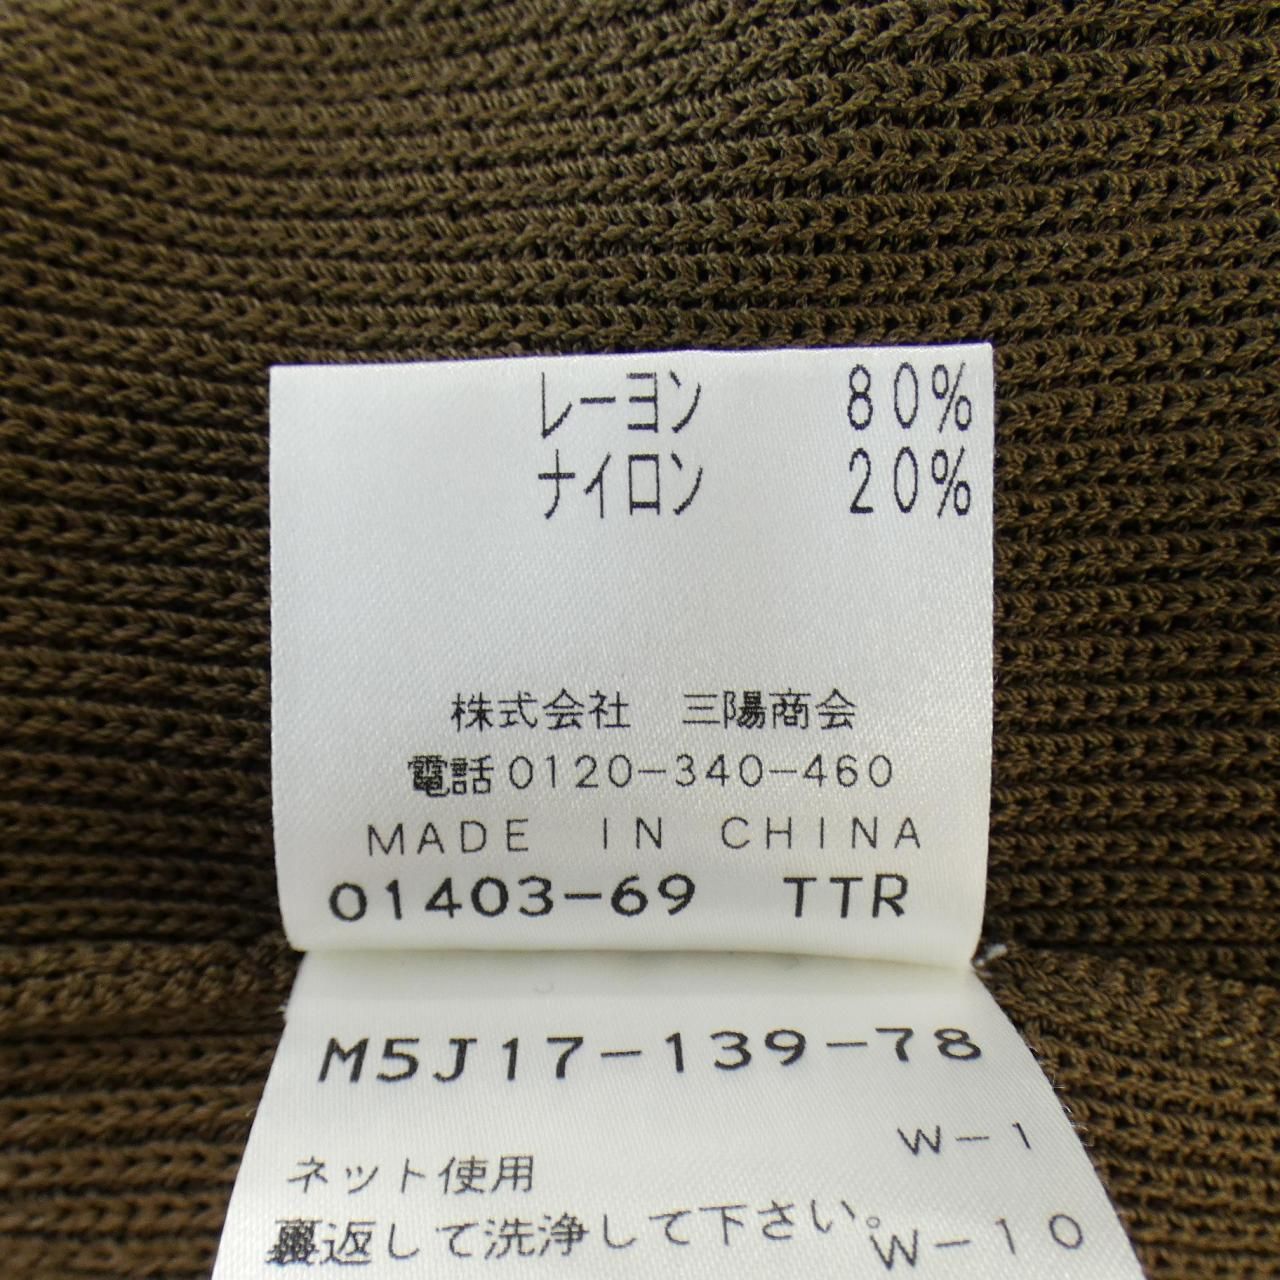 レーヨン 80%
ナイロン 20%
株式会社 三陽商会
電話0120-340-460
MADE IN CHINA
01403-69 TTR
M5J17-139-78
W-1
ネット使用
裏返して洗浄して下さい。
W-10